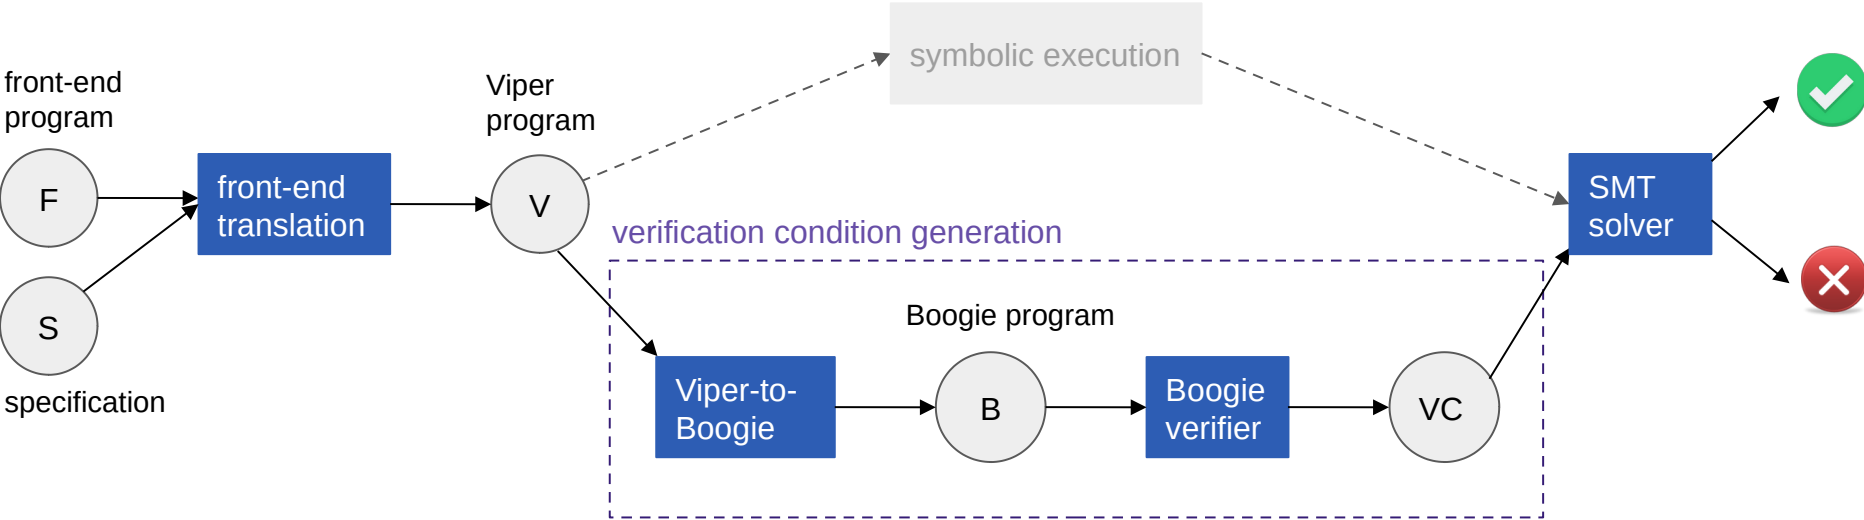 symbolic execution
front-end
program
Viper
program
F
front-end
translation
V
SMT
solver
verification condition generation
S
specification
Boogie program
Viper-to-
Boogie
B
Boogie
verifier
VC